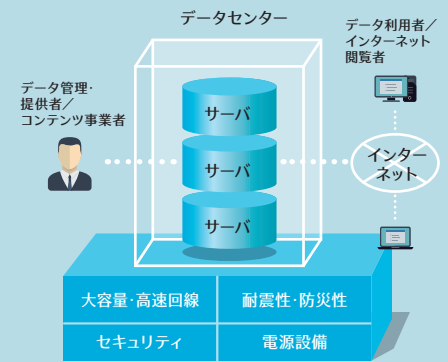 データセンター
データ利用者／
インターネット
閲覧者
データ管理・
提供者／
コンテンツ事業者
サーバ
サーバ
サーバ
インター
ネット
大容量・高速回線
耐震性・防災性
セキュリティ
電源設備